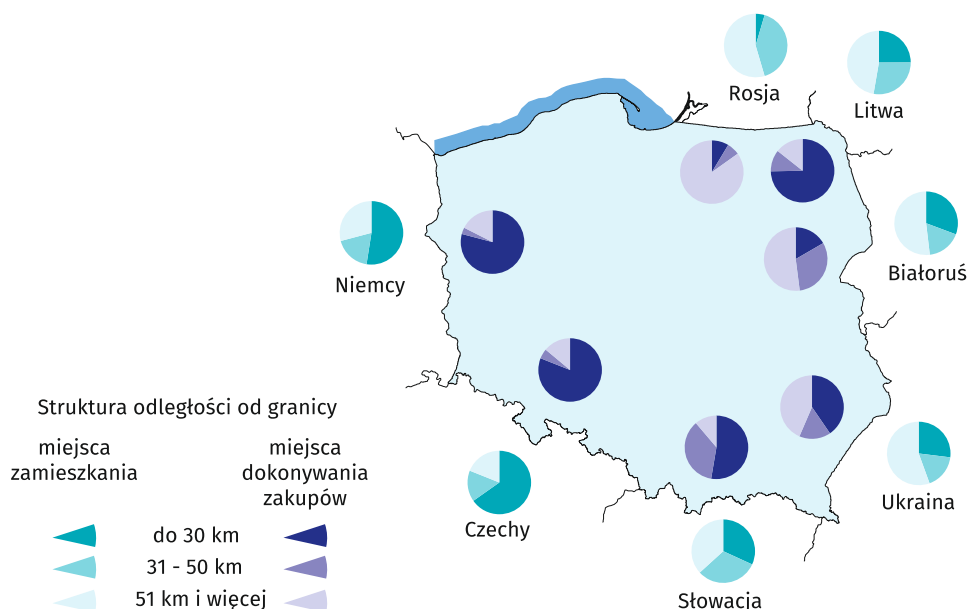 Rosja
Litwa
Niemcy
Białoruś
Struktura odległości od granicy
miejsca
zamieszkania
miejsca
dokonywania
zakupów
do 30 km
31 - 50 km
51 km i więcej
Czechy
Ukraina
Słowacja